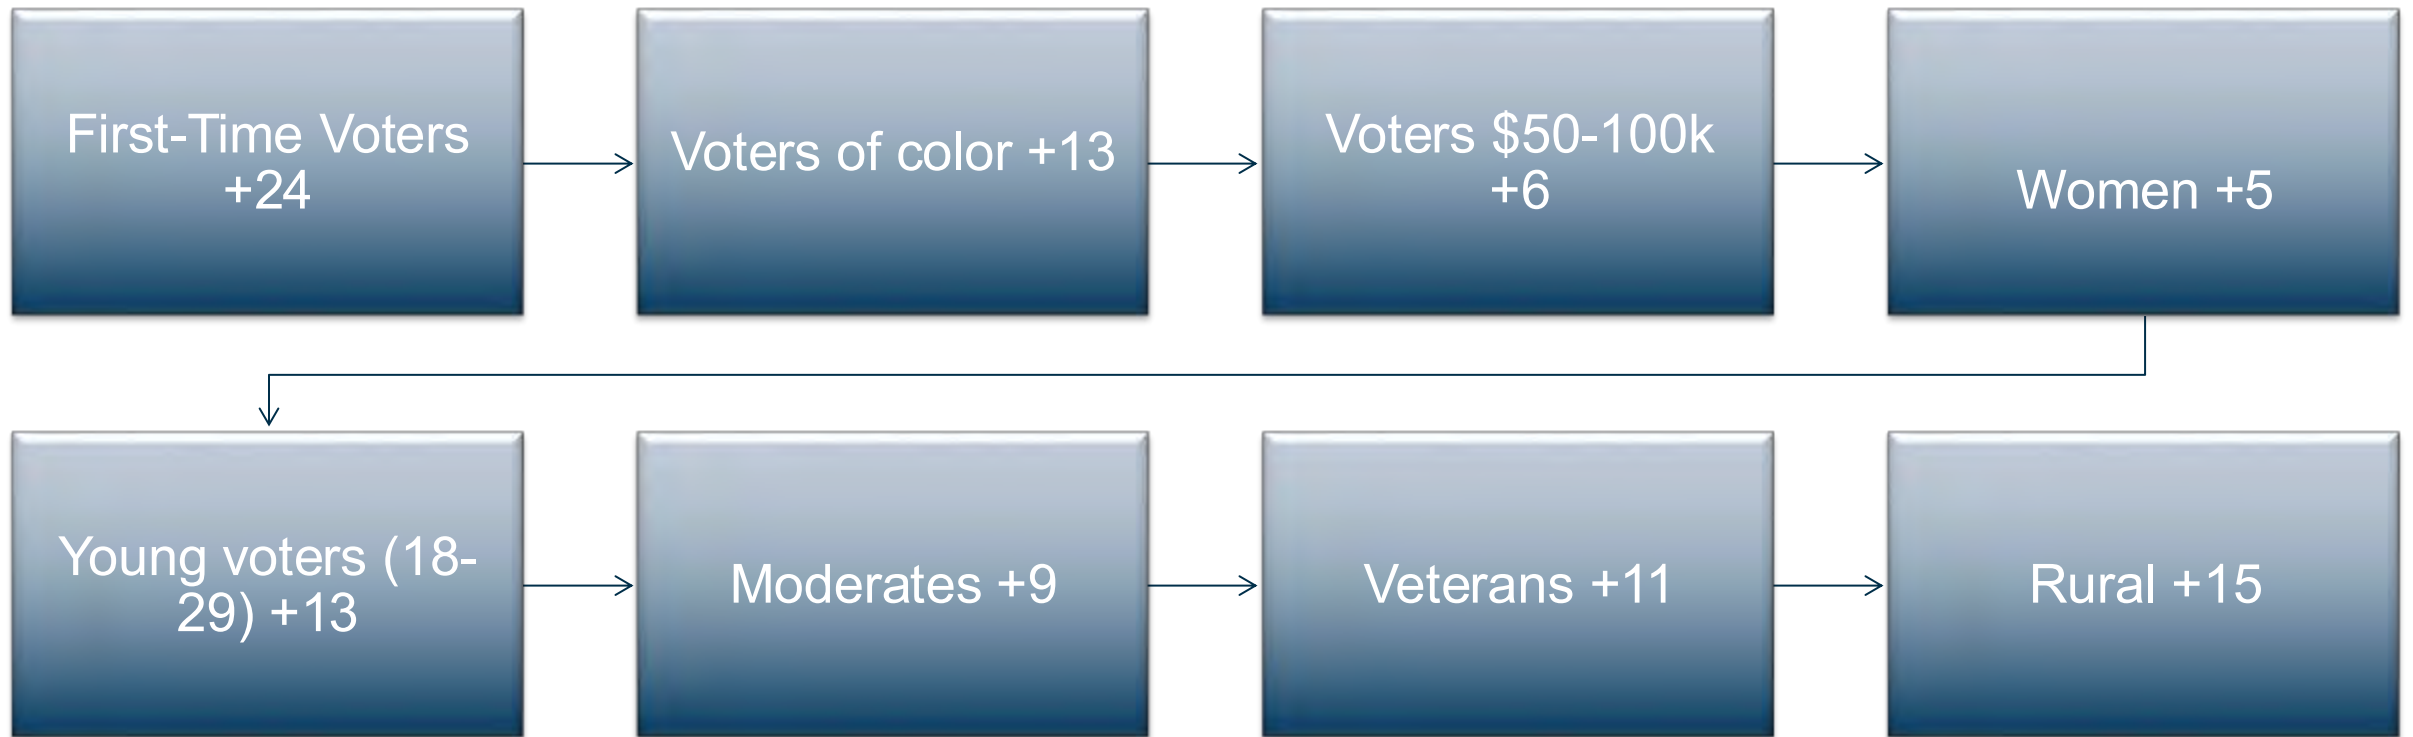 First-Time Voters
+24
Voters of color +13
Voters $50-100k
+6
Women +5
Young voters (18-
29) +13
Moderates +9
Veterans +11
Rural +15